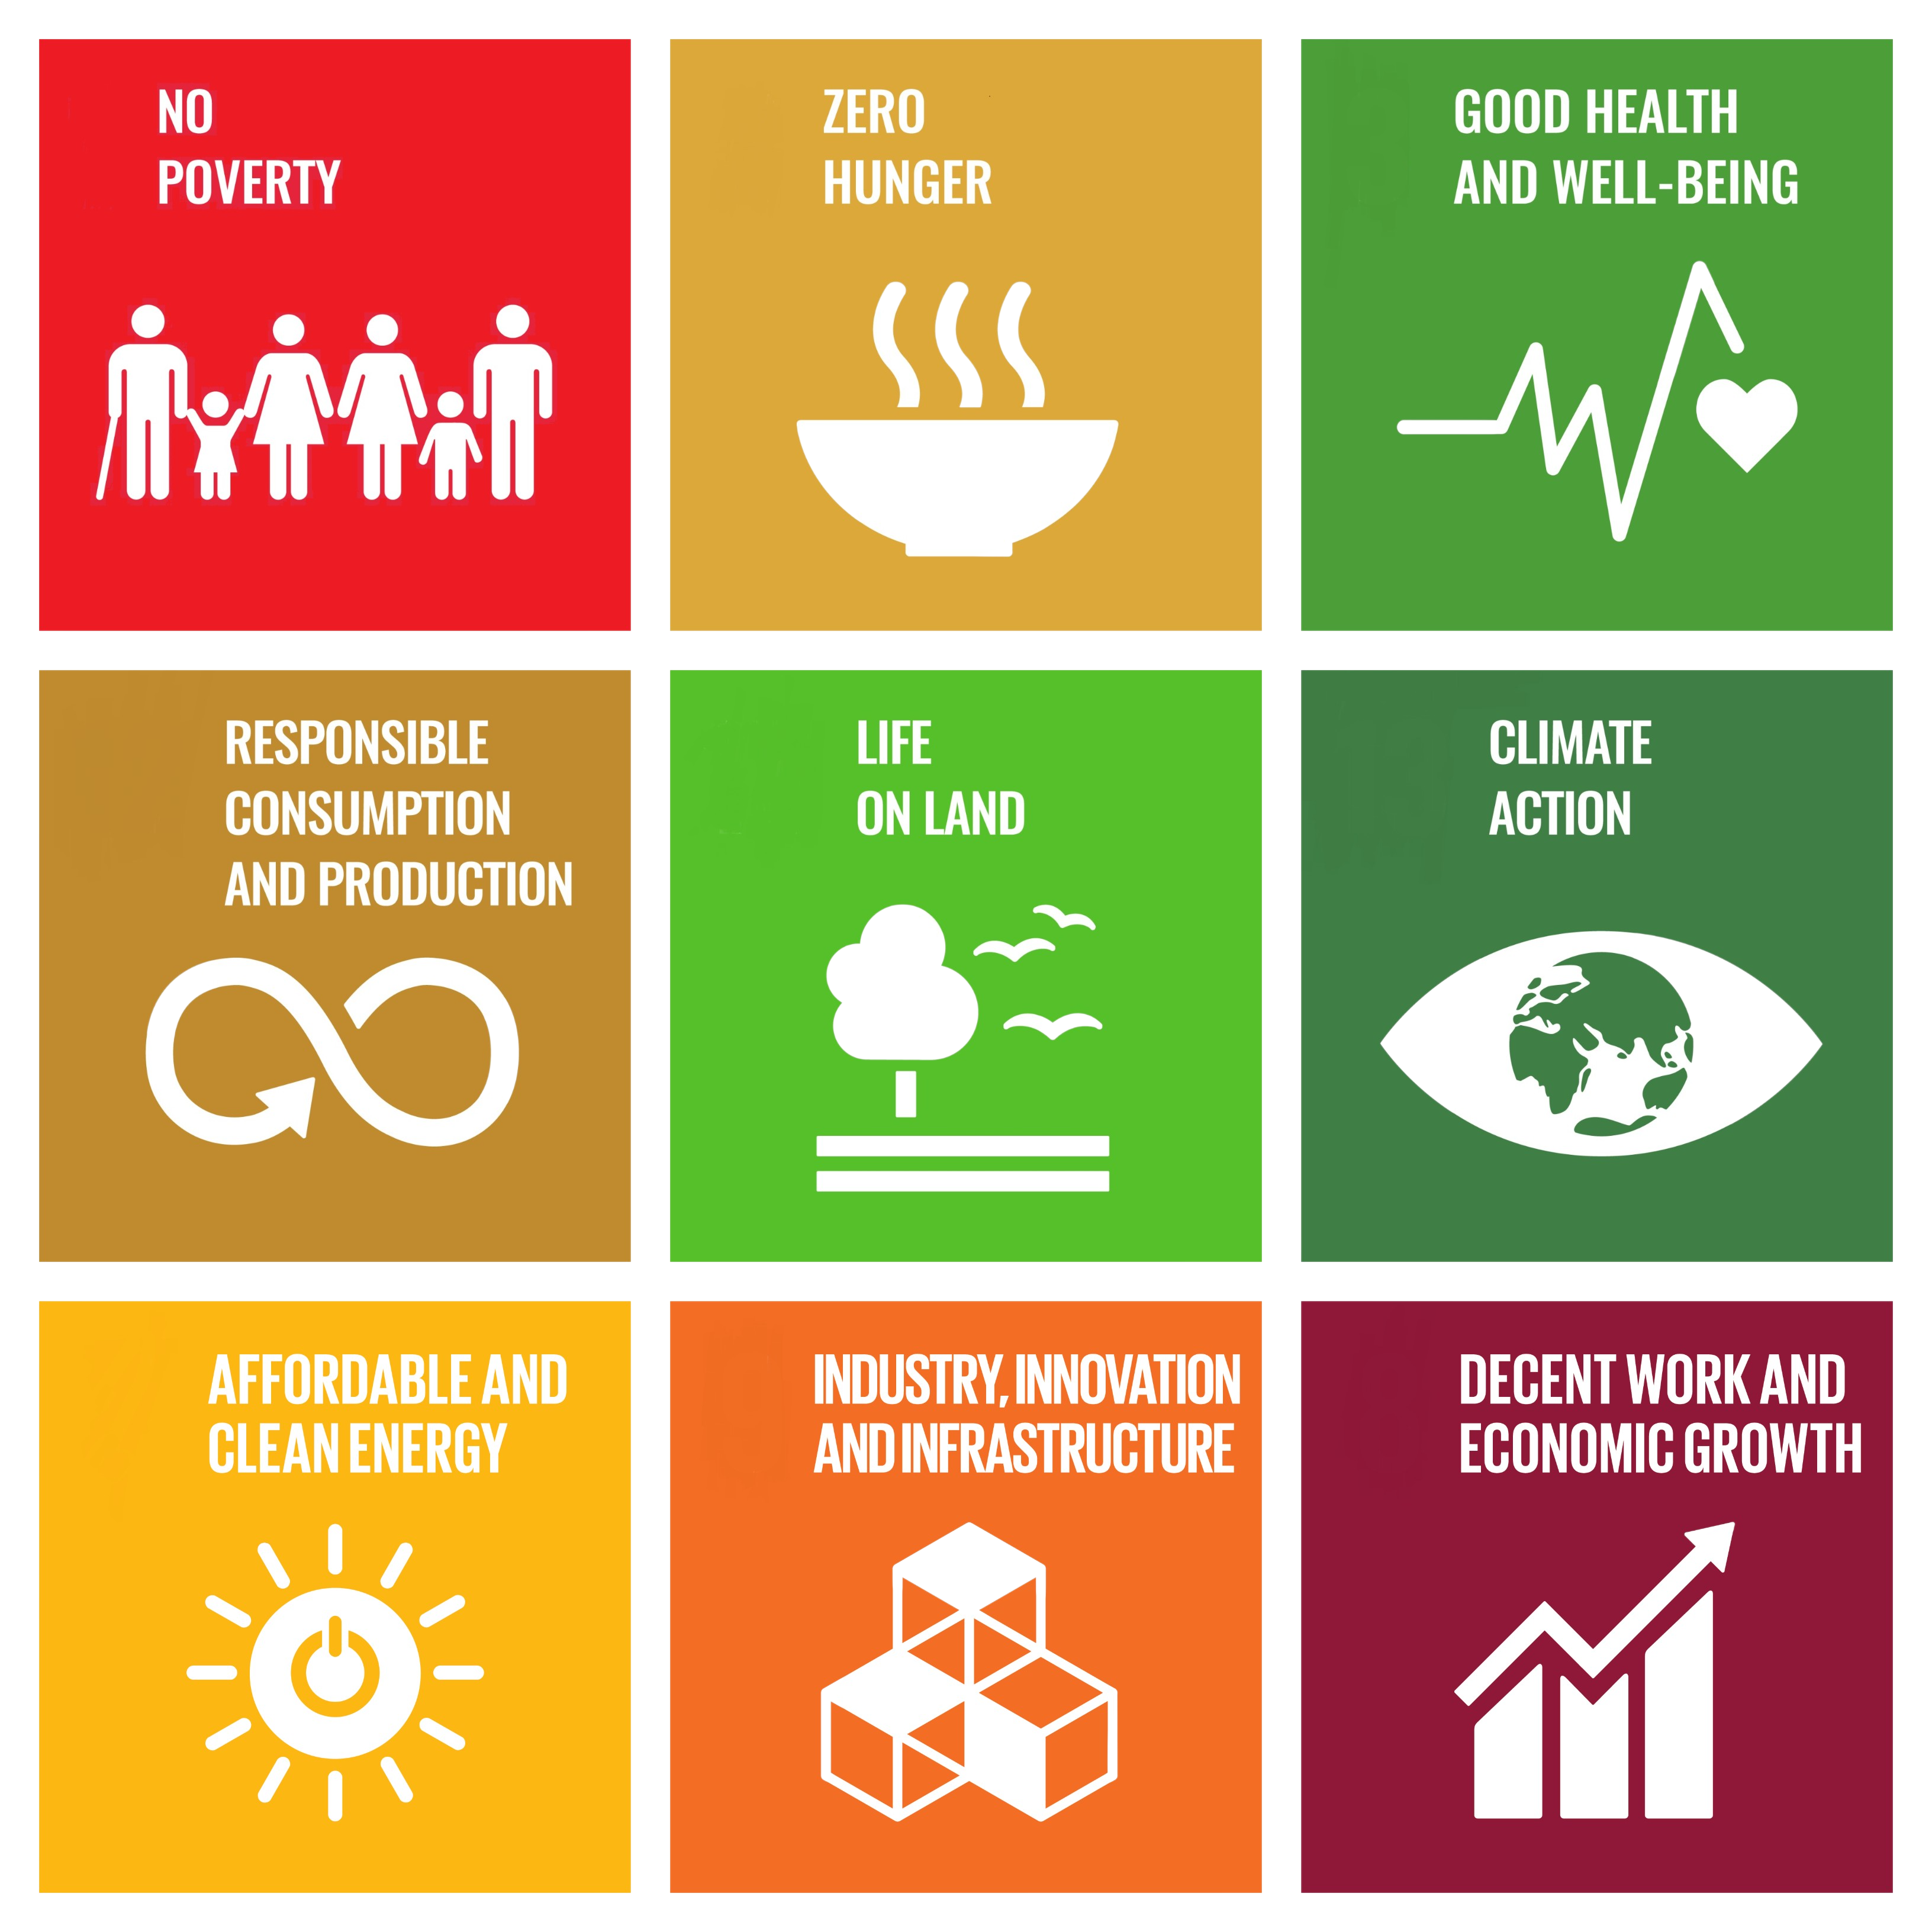 NO
POVERTY
ZERO
HUNGER
GOOD HEALTH
AND WELL-BEING
RESPONSIBLE
CONSUMPTION
AND PRODUCTION
LIFE
ON LAND
CLIMATE
ACTION
AFFORDABLE AND
CLEAN ENERGY
INDUSTRY, INNOVATION
AND INFRASTRUCTURE
DECENT WORK AND
ECONOMIC GROWTH